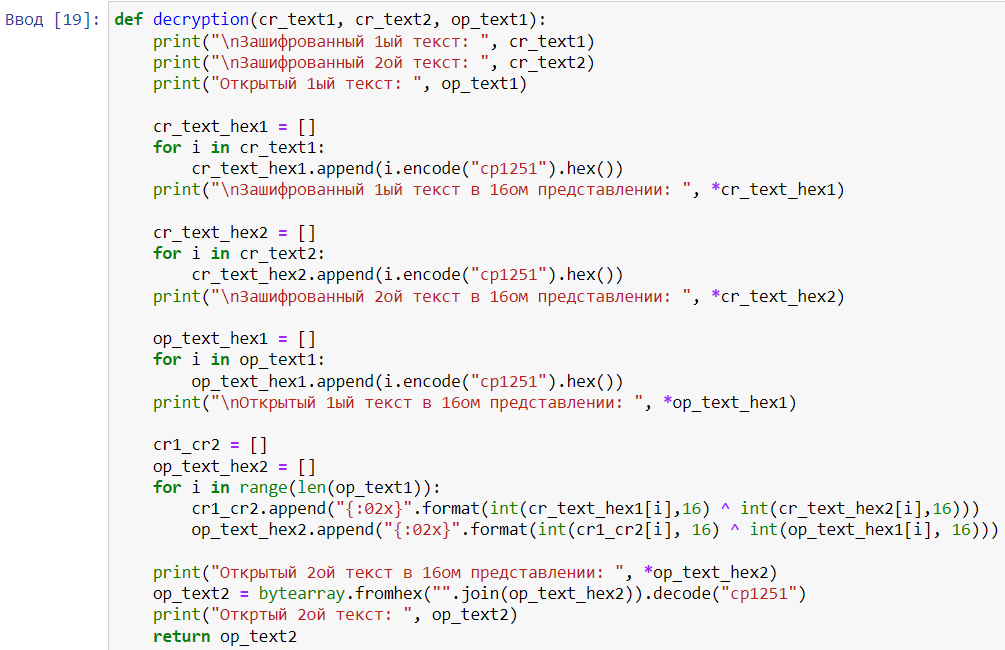 Ввод [19]: def decryption(cr_text1, cr_text2, op_text1):
    print("\nЗашифрованный 1ый текст: ", cr_text1)
    print("\nЗашифрованный 2ой текст: ", cr_text2)
    print("Открытый 1ый текст: ", op_text1)

    cr_text_hex1 = []
    for i in cr_text1:
        cr_text_hex1.append(i.encode("cp1251").hex())
    print("\nЗашифрованный 1ый текст в 16ом представлении: ", *cr_text_hex1)

    cr_text_hex2 = []
    for i in cr_text2:
        cr_text_hex2.append(i.encode("cp1251").hex())
    print("\nЗашифрованный 2ой текст в 16ом представлении: ", *cr_text_hex2)

    op_text_hex1 = []
    for i in op_text1:
        op_text_hex1.append(i.encode("cp1251").hex())
    print("\nОткрытый 1ый текст в 16ом представлении: ", *op_text_hex1)

    cr1_cr2 = []
    op_text_hex2 = []
    for i in range(len(op_text1)):
        cr1_cr2.append("{:02x}".format(int(cr_text_hex1[i],16) ^ int(cr_text_hex2[i],16)))
        op_text_hex2.append("{:02x}".format(int(cr1_cr2[i], 16) ^ int(op_text_hex1[i], 16)))

    print("Открытый 2ой текст в 16ом представлении: ", *op_text_hex2)
    op_text2 = bytearray.fromhex("".join(op_text_hex2)).decode("cp1251")
    print("Откртый 2ой текст: ", op_text2)
    return op_text2